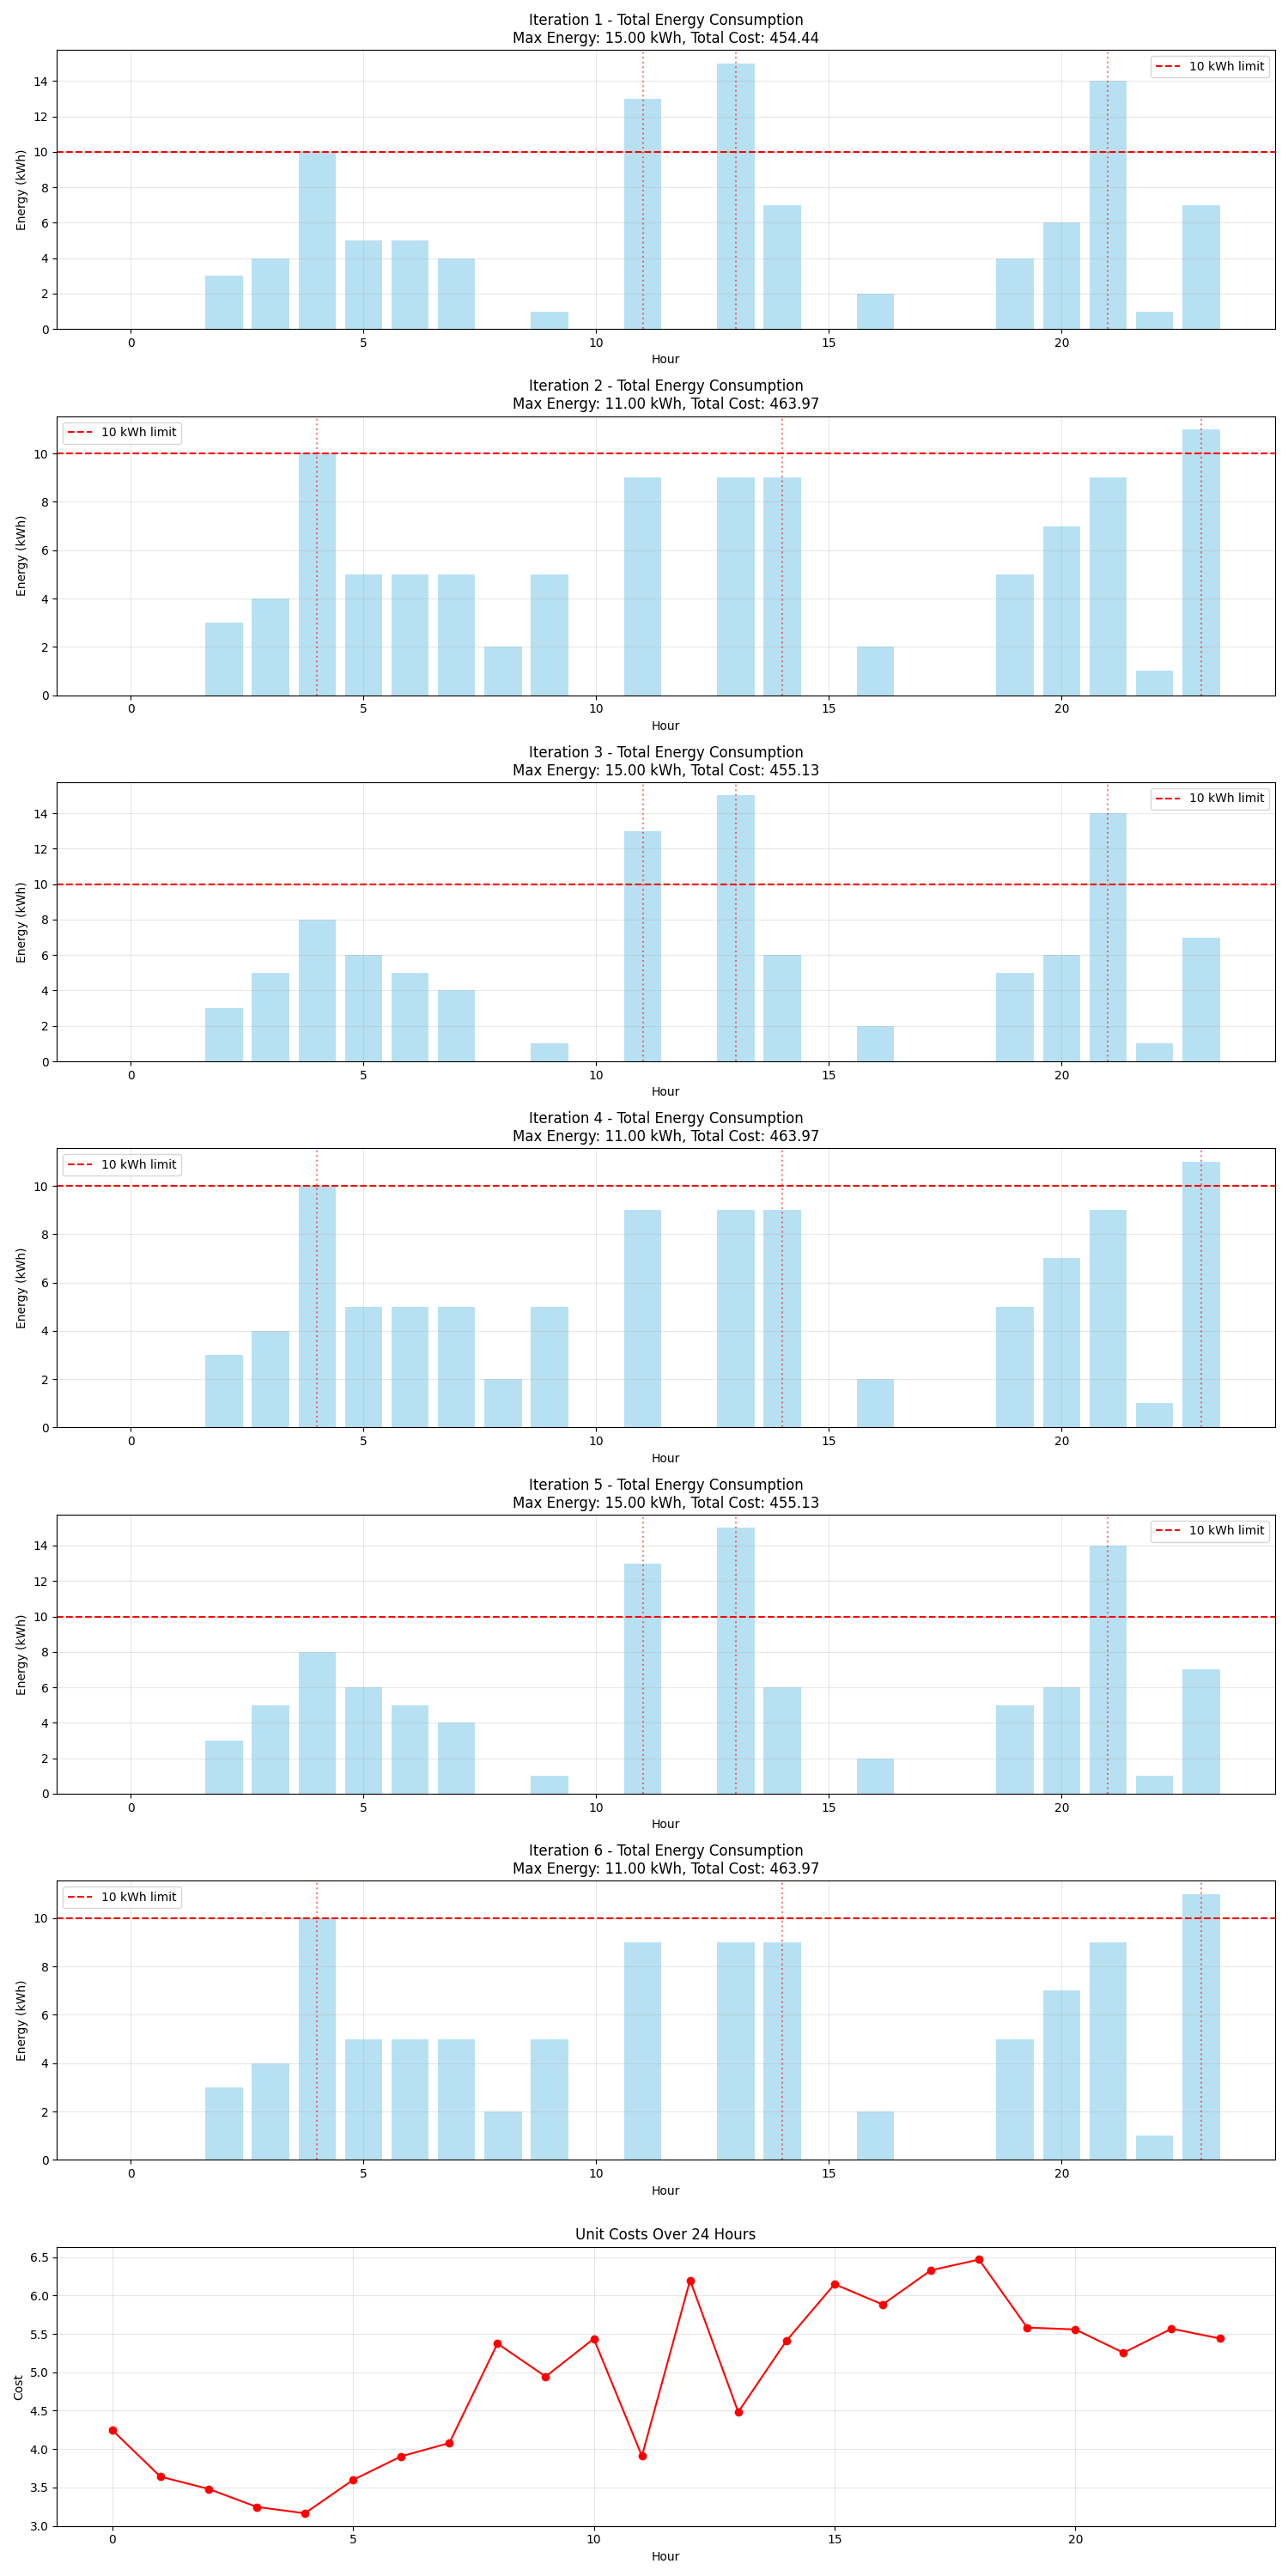 Iteration 1 - Total Energy Consumption
Max Energy: 15.00 kWh, Total Cost: 454.44
10 kWh limit
Energy (kWh)
14
12
10
8
6
4
2
0
0 5 10 15 20
Hour
Iteration 2 - Total Energy Consumption
Max Energy: 11.00 kWh, Total Cost: 463.97
10 kWh limit
Energy (kWh)
10
8
6
4
2
0
0 5 10 15 20
Hour
Iteration 3 - Total Energy Consumption
Max Energy: 15.00 kWh, Total Cost: 455.13
10 kWh limit
Energy (kWh)
14
12
10
8
6
4
2
0
0 5 10 15 20
Hour
Iteration 4 - Total Energy Consumption
Max Energy: 11.00 kWh, Total Cost: 463.97
10 kWh limit
Energy (kWh)
10
8
6
4
2
0
0 5 10 15 20
Hour
Iteration 5 - Total Energy Consumption
Max Energy: 15.00 kWh, Total Cost: 455.13
10 kWh limit
Energy (kWh)
14
12
10
8
6
4
2
0
0 5 10 15 20
Hour
Iteration 6 - Total Energy Consumption
Max Energy: 11.00 kWh, Total Cost: 463.97
10 kWh limit
Energy (kWh)
10
8
6
4
2
0
0 5 10 15 20
Hour
Unit Costs Over 24 Hours
Cost
6.5
6.0
5.5
5.0
4.5
4.0
3.5
3.0
0 5 10 15 20
Hour